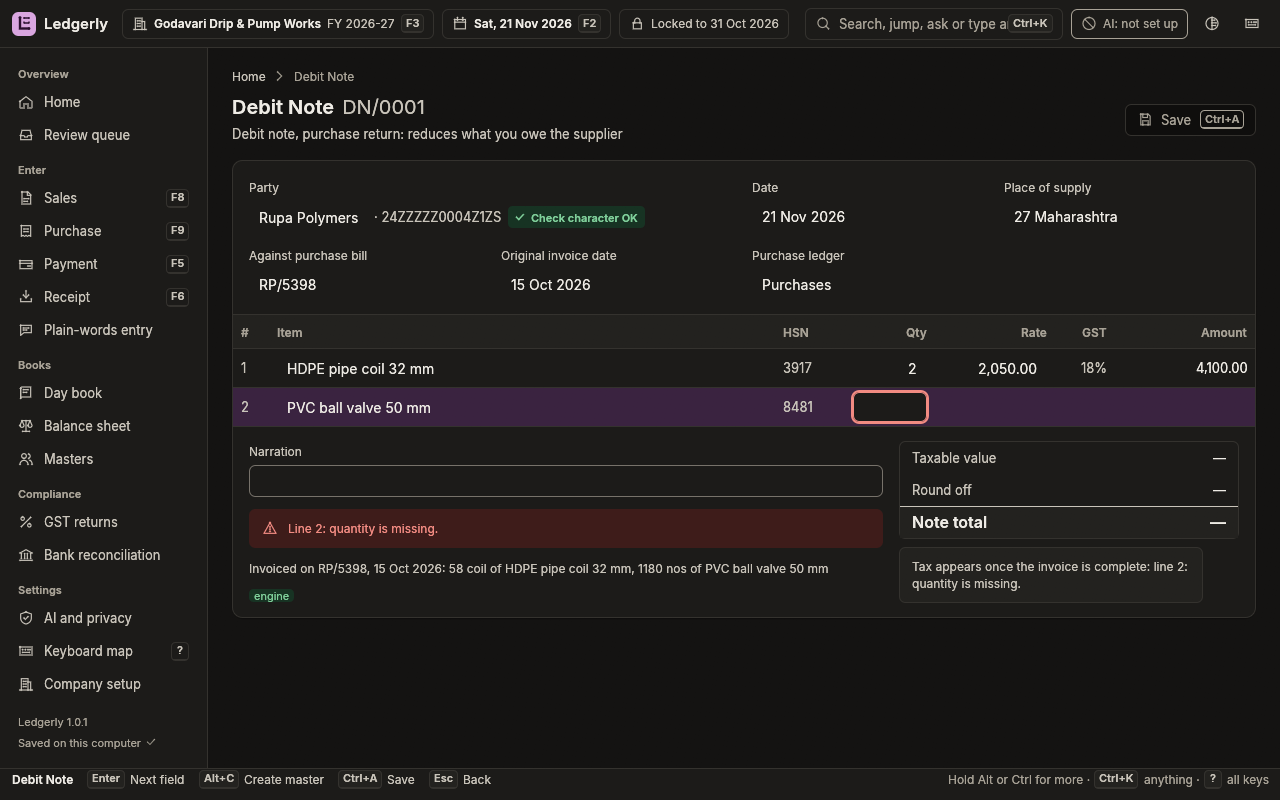 Ledgerly
Godavari Drip & Pump Works FY 2026-27 F3
Sat, 21 Nov 2026 F2
Locked to 31 Oct 2026
Search, jump, ask or type a Ctrl+K
AI: not set up
Overview
Home
Review queue
Enter
Sales F8
Purchase F9
Payment F5
Receipt F6
Plain-words entry
Books
Day book
Balance sheet
Masters
Compliance
GST returns
Bank reconciliation
Settings
AI and privacy
Keyboard map ?
Company setup
Ledgerly 1.0.1
Saved on this computer
Home Debit Note
Debit Note DN/0001
Debit note, purchase return: reduces what you owe the supplier
Save Ctrl+A
Party Date Place of supply
Rupa Polymers · 24ZZZZZ0004Z1ZS Check character OK 21 Nov 2026 27 Maharashtra
Against purchase bill Original invoice date Purchase ledger
RP/5398 15 Oct 2026 Purchases
# Item HSN Qty Rate GST Amount
1 HDPE pipe coil 32 mm 3917 2 2,050.00 18% 4,100.00
2 PVC ball valve 50 mm 8481
Narration
Line 2: quantity is missing.
Invoiced on RP/5398, 15 Oct 2026: 58 coil of HDPE pipe coil 32 mm, 1180 nos of PVC ball valve 50 mm
engine
Taxable value —
Round off —
Note total —
Tax appears once the invoice is complete: line 2:
quantity is missing.
Debit Note Enter Next field Alt+C Create master Ctrl+A Save Esc Back
Hold Alt or Ctrl for more · Ctrl+K anything · ? all keys